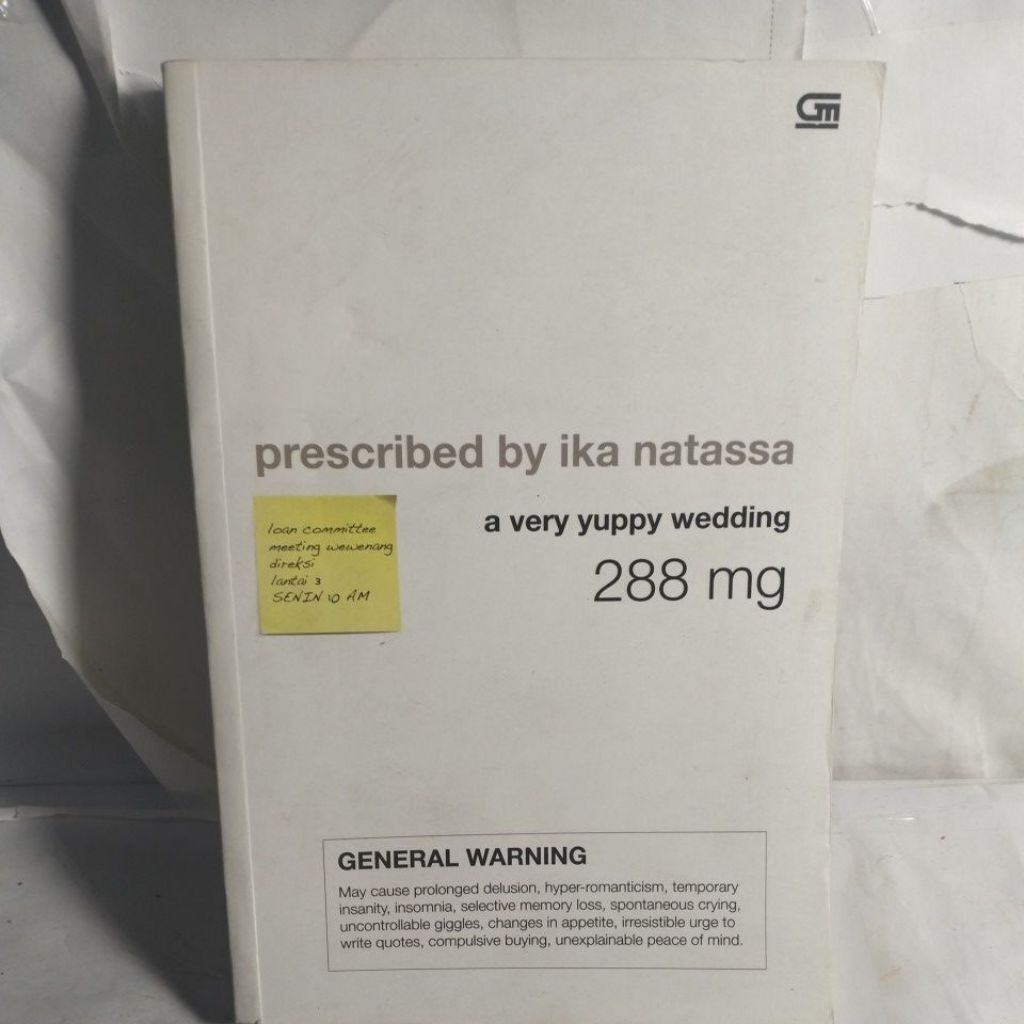 GM
prescribed by ika natassa
a very yuppy wedding
288 mg
loan committee
meeting wewenang
direksi
lantai 3
SENIN 10 AM
GENERAL WARNING
May cause prolonged delusion, hyper-romanticism, temporary
insanity, insomnia, selective memory loss, spontaneous crying,
uncontrollable giggles, changes in appetite, irresistible urge to
write quotes, compulsive buying, unexplainable peace of mind.